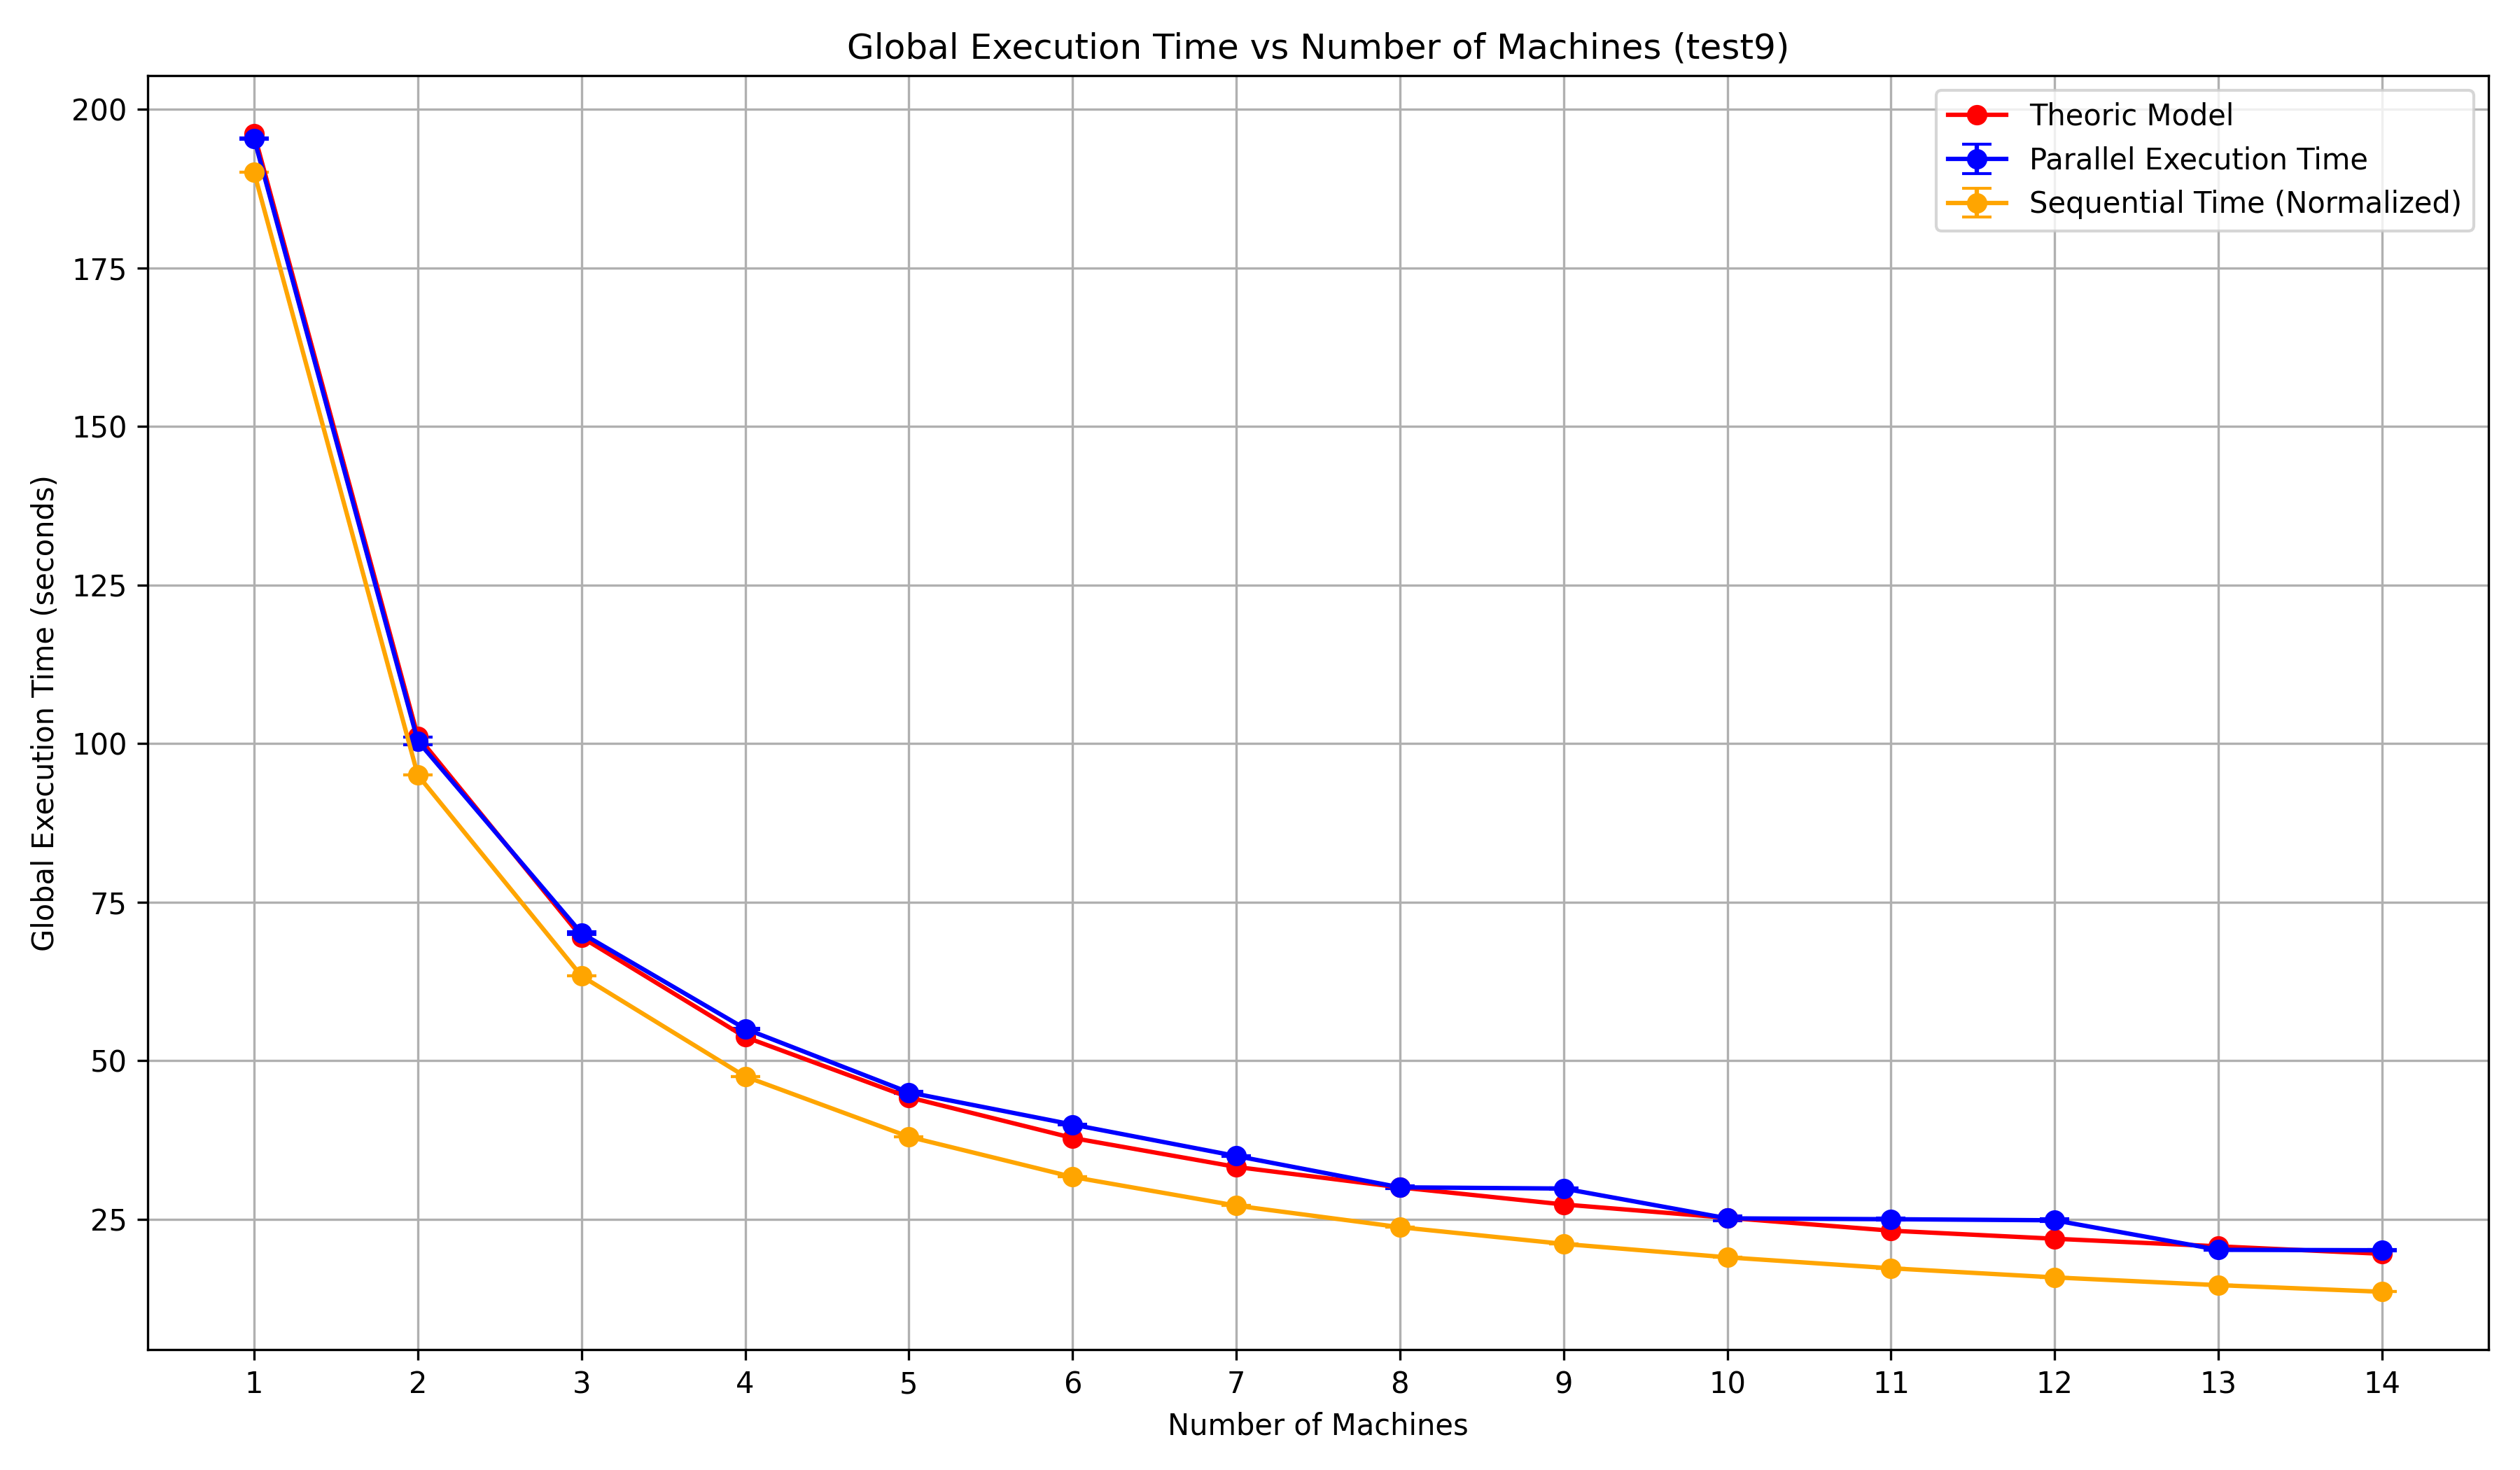 Global Execution Time vs Number of Machines (test9)
Theoric Model
Parallel Execution Time
Sequential Time (Normalized)
Global Execution Time (seconds)
200
175
150
125
100
75
50
25
1 2 3 4 5 6 7 8 9 10 11 12 13 14
Number of Machines